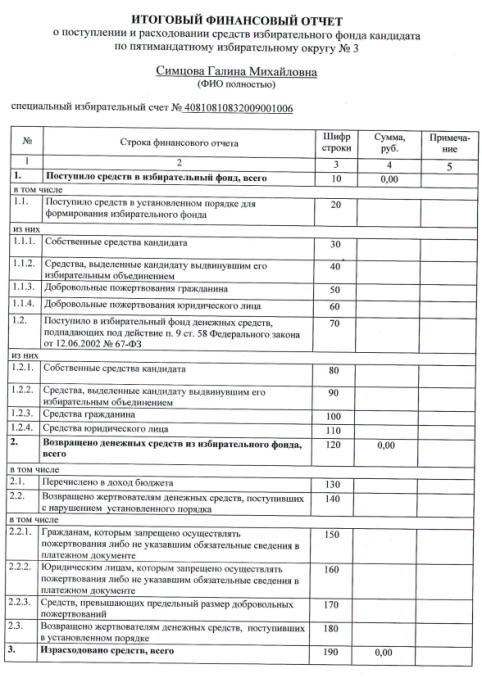 ИТОГОВЫЙ ФИНАНСОВЫЙ ОТЧЕТ
о поступлении и расходовании средств избирательного фонда кандидата
по пятимандатному избирательному округу № 3
Симцова Галина Михайловна
(ФИО полностью)
специальный избирательный счет № 40810810832009001006
№ Строка финансового отчета Шифр строки Сумма, руб. Примечание
1 2 3 4 5
1. Поступило средств в избирательный фонд, всего 10 0,00
в том числе
1.1. Поступило средств в установленном порядке для 20
формирования избирательного фонда
из них
1.1.1. Собственные средства кандидата 30
1.1.2. Средства, выделенные кандидату выдвинувшим его 40
избирательным объединением
1.1.3. Добровольные пожертвования гражданина 50
1.1.4. Добровольные пожертвования юридического лица 60
1.2. Поступило в избирательный фонд денежных средств, 70
подпадающих под действие п. 9 ст. 58 Федерального закона
от 12.06.2002 № 67-ФЗ
из них
1.2.1. Собственные средства кандидата 80
1.2.2. Средства, выделенные кандидату выдвинувшим его 90
избирательным объединением
1.2.3. Средства гражданина 100
1.2.4. Средства юридического лица 110
2. Возвращено денежных средств из избирательного фонда, 120 0,00
всего
в том числе
2.1. Перечислено в доход бюджета 130
2.2. Возвращено жертвователям денежных средств, поступивших 140
с нарушением установленного порядка
в том числе
2.2.1. Гражданам, которым запрещено осуществлять 150
пожертвования либо не указавшим обязательные сведения в
платежном документе
2.2.2. Юридическим лицам, которым запрещено осуществлять 160
пожертвования либо не указавшим обязательные сведения в
платежном документе
2.2.3. Средств, превышающих предельный размер добровольных 170
пожертвований
2.3. Возвращено жертвователям денежных средств, поступивших 180
в установленном порядке
3. Израсходовано средств, всего 190 0,00